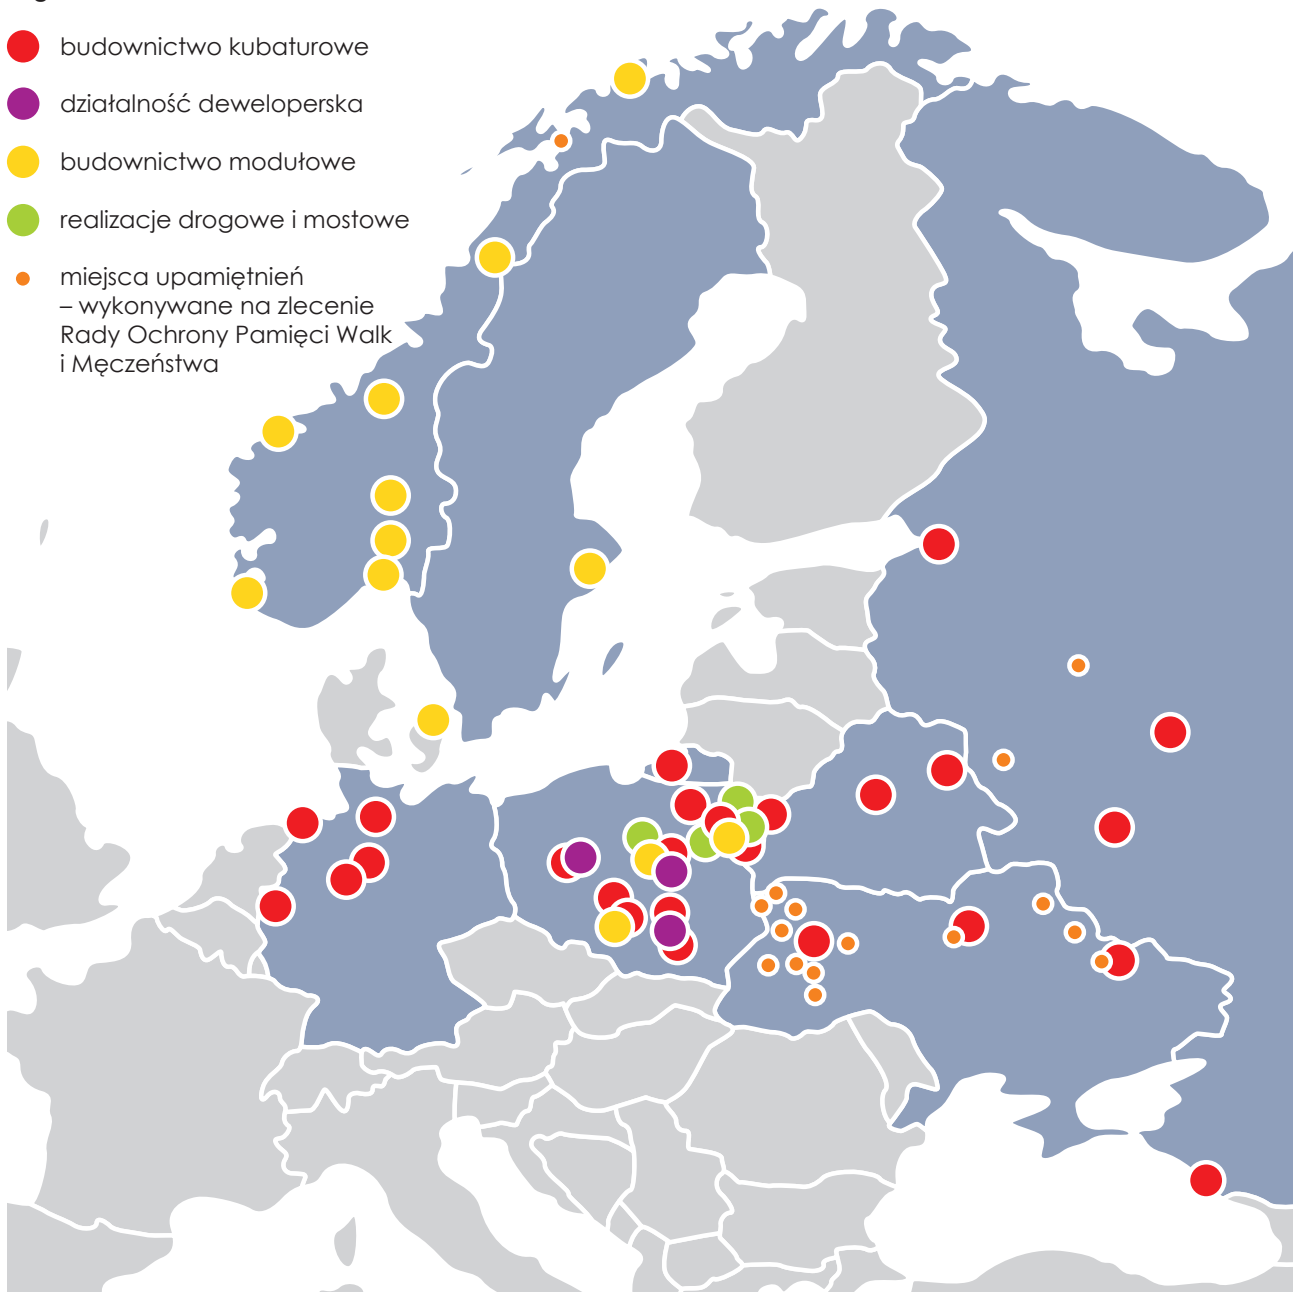 budownictwo kubaturowe
działalność deweloperska
budownictwo modułowe
realizacje drogowe i mostowe
miejsca upamiętnień
– wykonywane na zlecenie
Rady Ochrony Pamięci Walk
i Męczeństwa